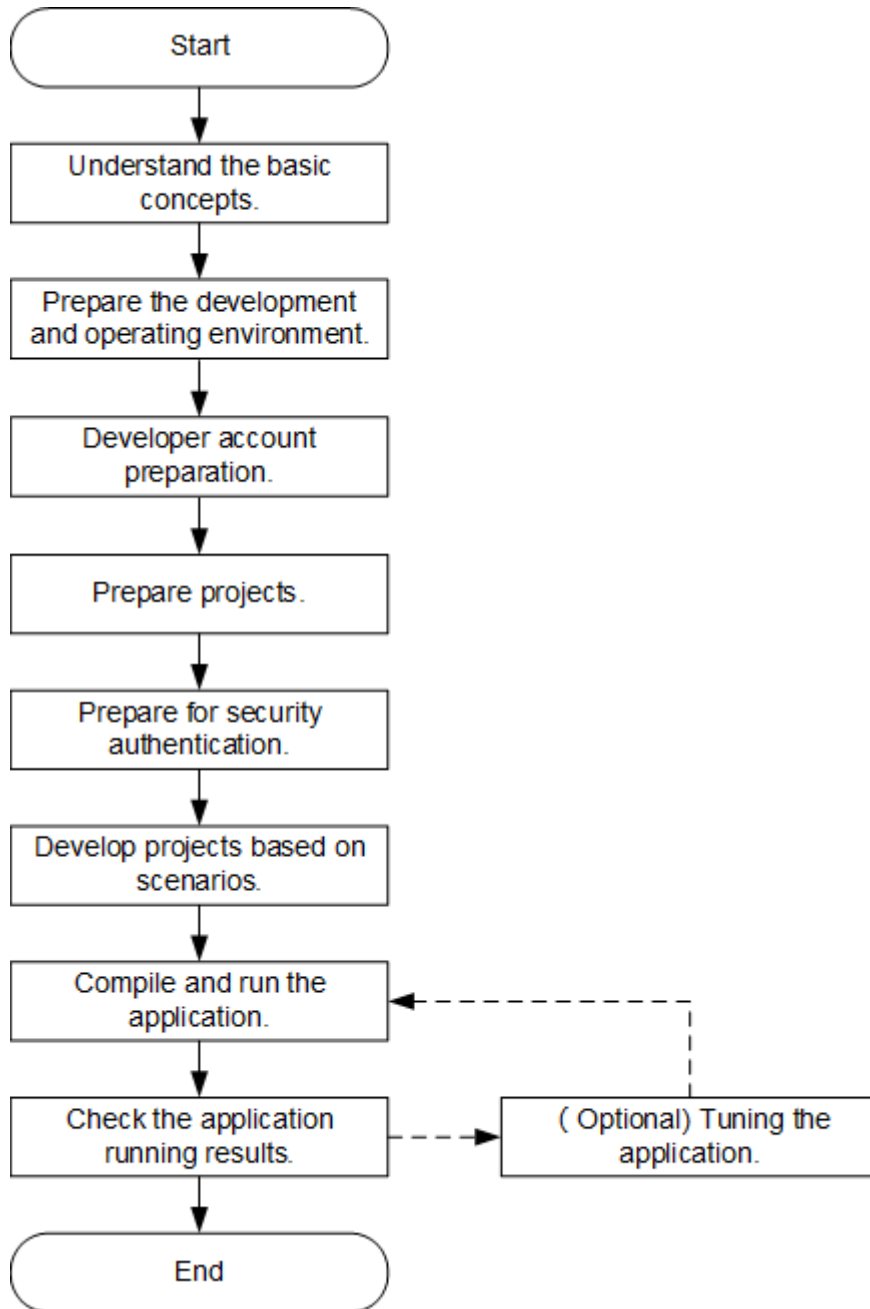 Start
Understand the basic
concepts.
Prepare the development
and operating environment.
Developer account
preparation.
Prepare projects.
Prepare for security
authentication.
Develop projects based on
scenarios.
Compile and run the
application.
Check the application
running results.
( Optional) Tuning the
application.
End